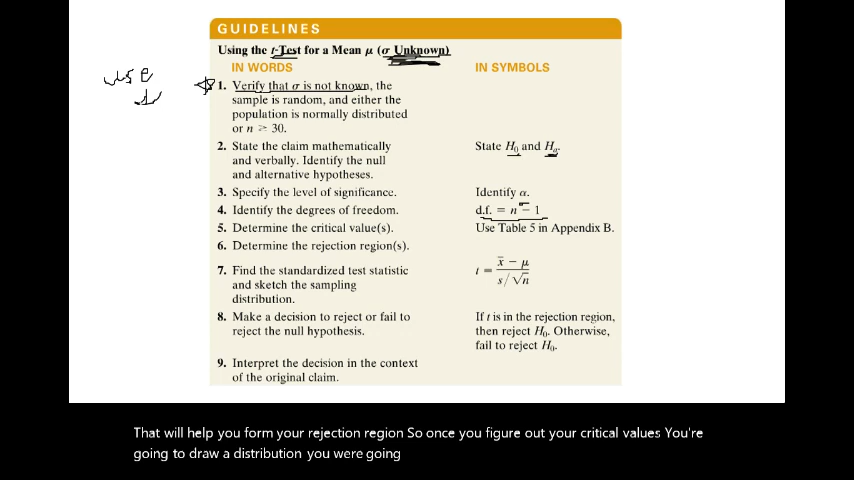 GUIDELINES
Using the t-Test for a Mean μ (σ Unknown)
IN WORDS IN SYMBOLS
use
1. Verify that σ is not known, the
sample is random, and either the
population is normally distributed
or n ≥ 30.
2. State the claim mathematically State H₀ and Hₐ.
and verbally. Identify the null
and alternative hypotheses.
3. Specify the level of significance. Identify α.
4. Identify the degrees of freedom. d.f. = n − 1
5. Determine the critical value(s). Use Table 5 in Appendix B.
6. Determine the rejection region(s).
7. Find the standardized test statistic t = (x̄ − μ) / (s/√n)
and sketch the sampling
distribution.
8. Make a decision to reject or fail to If t is in the rejection region,
reject the null hypothesis. then reject H₀. Otherwise,
fail to reject H₀.
9. Interpret the decision in the context
of the original claim.
That will help you form your rejection region So once you figure out your critical values You're
going to draw a distribution you were going